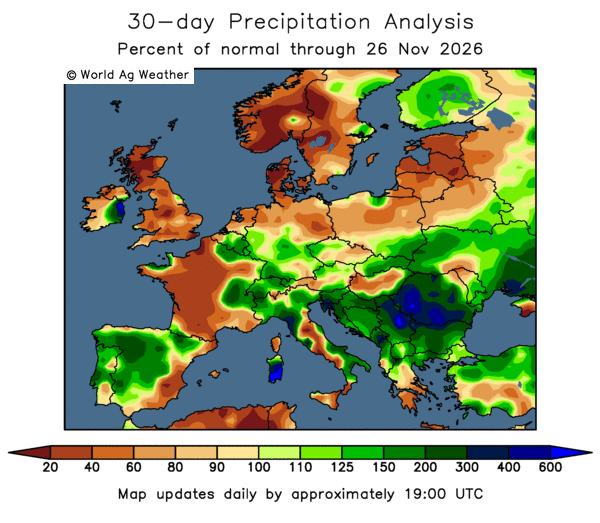 30-day Precipitation Analysis
Percent of normal through 26 Nov 2026
© World Ag Weather
20 40 60 80 90 100 110 125 150 200 300 400 600
Map updates daily by approximately 19:00 UTC